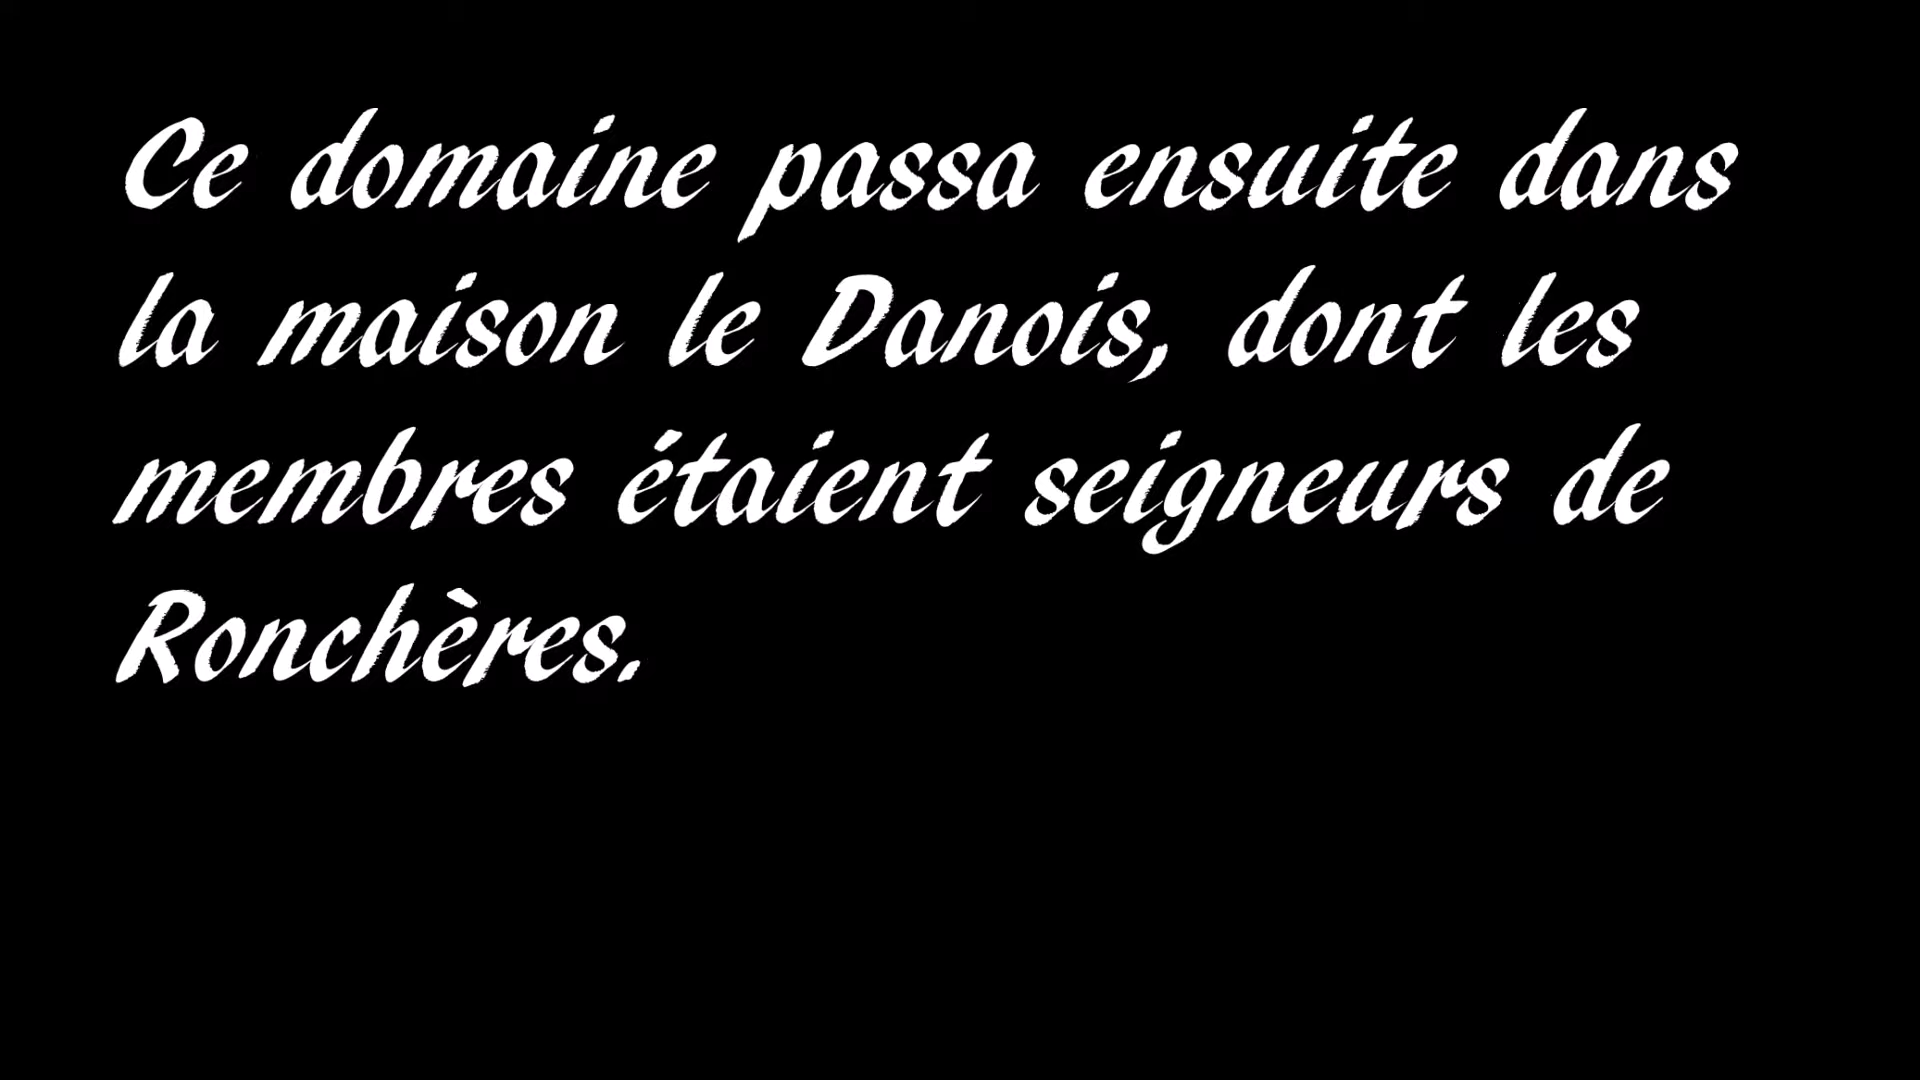 Ce domaine passa ensuite dans
la maison le Danois, dont les
membres étaient seigneurs de
Ronchères.